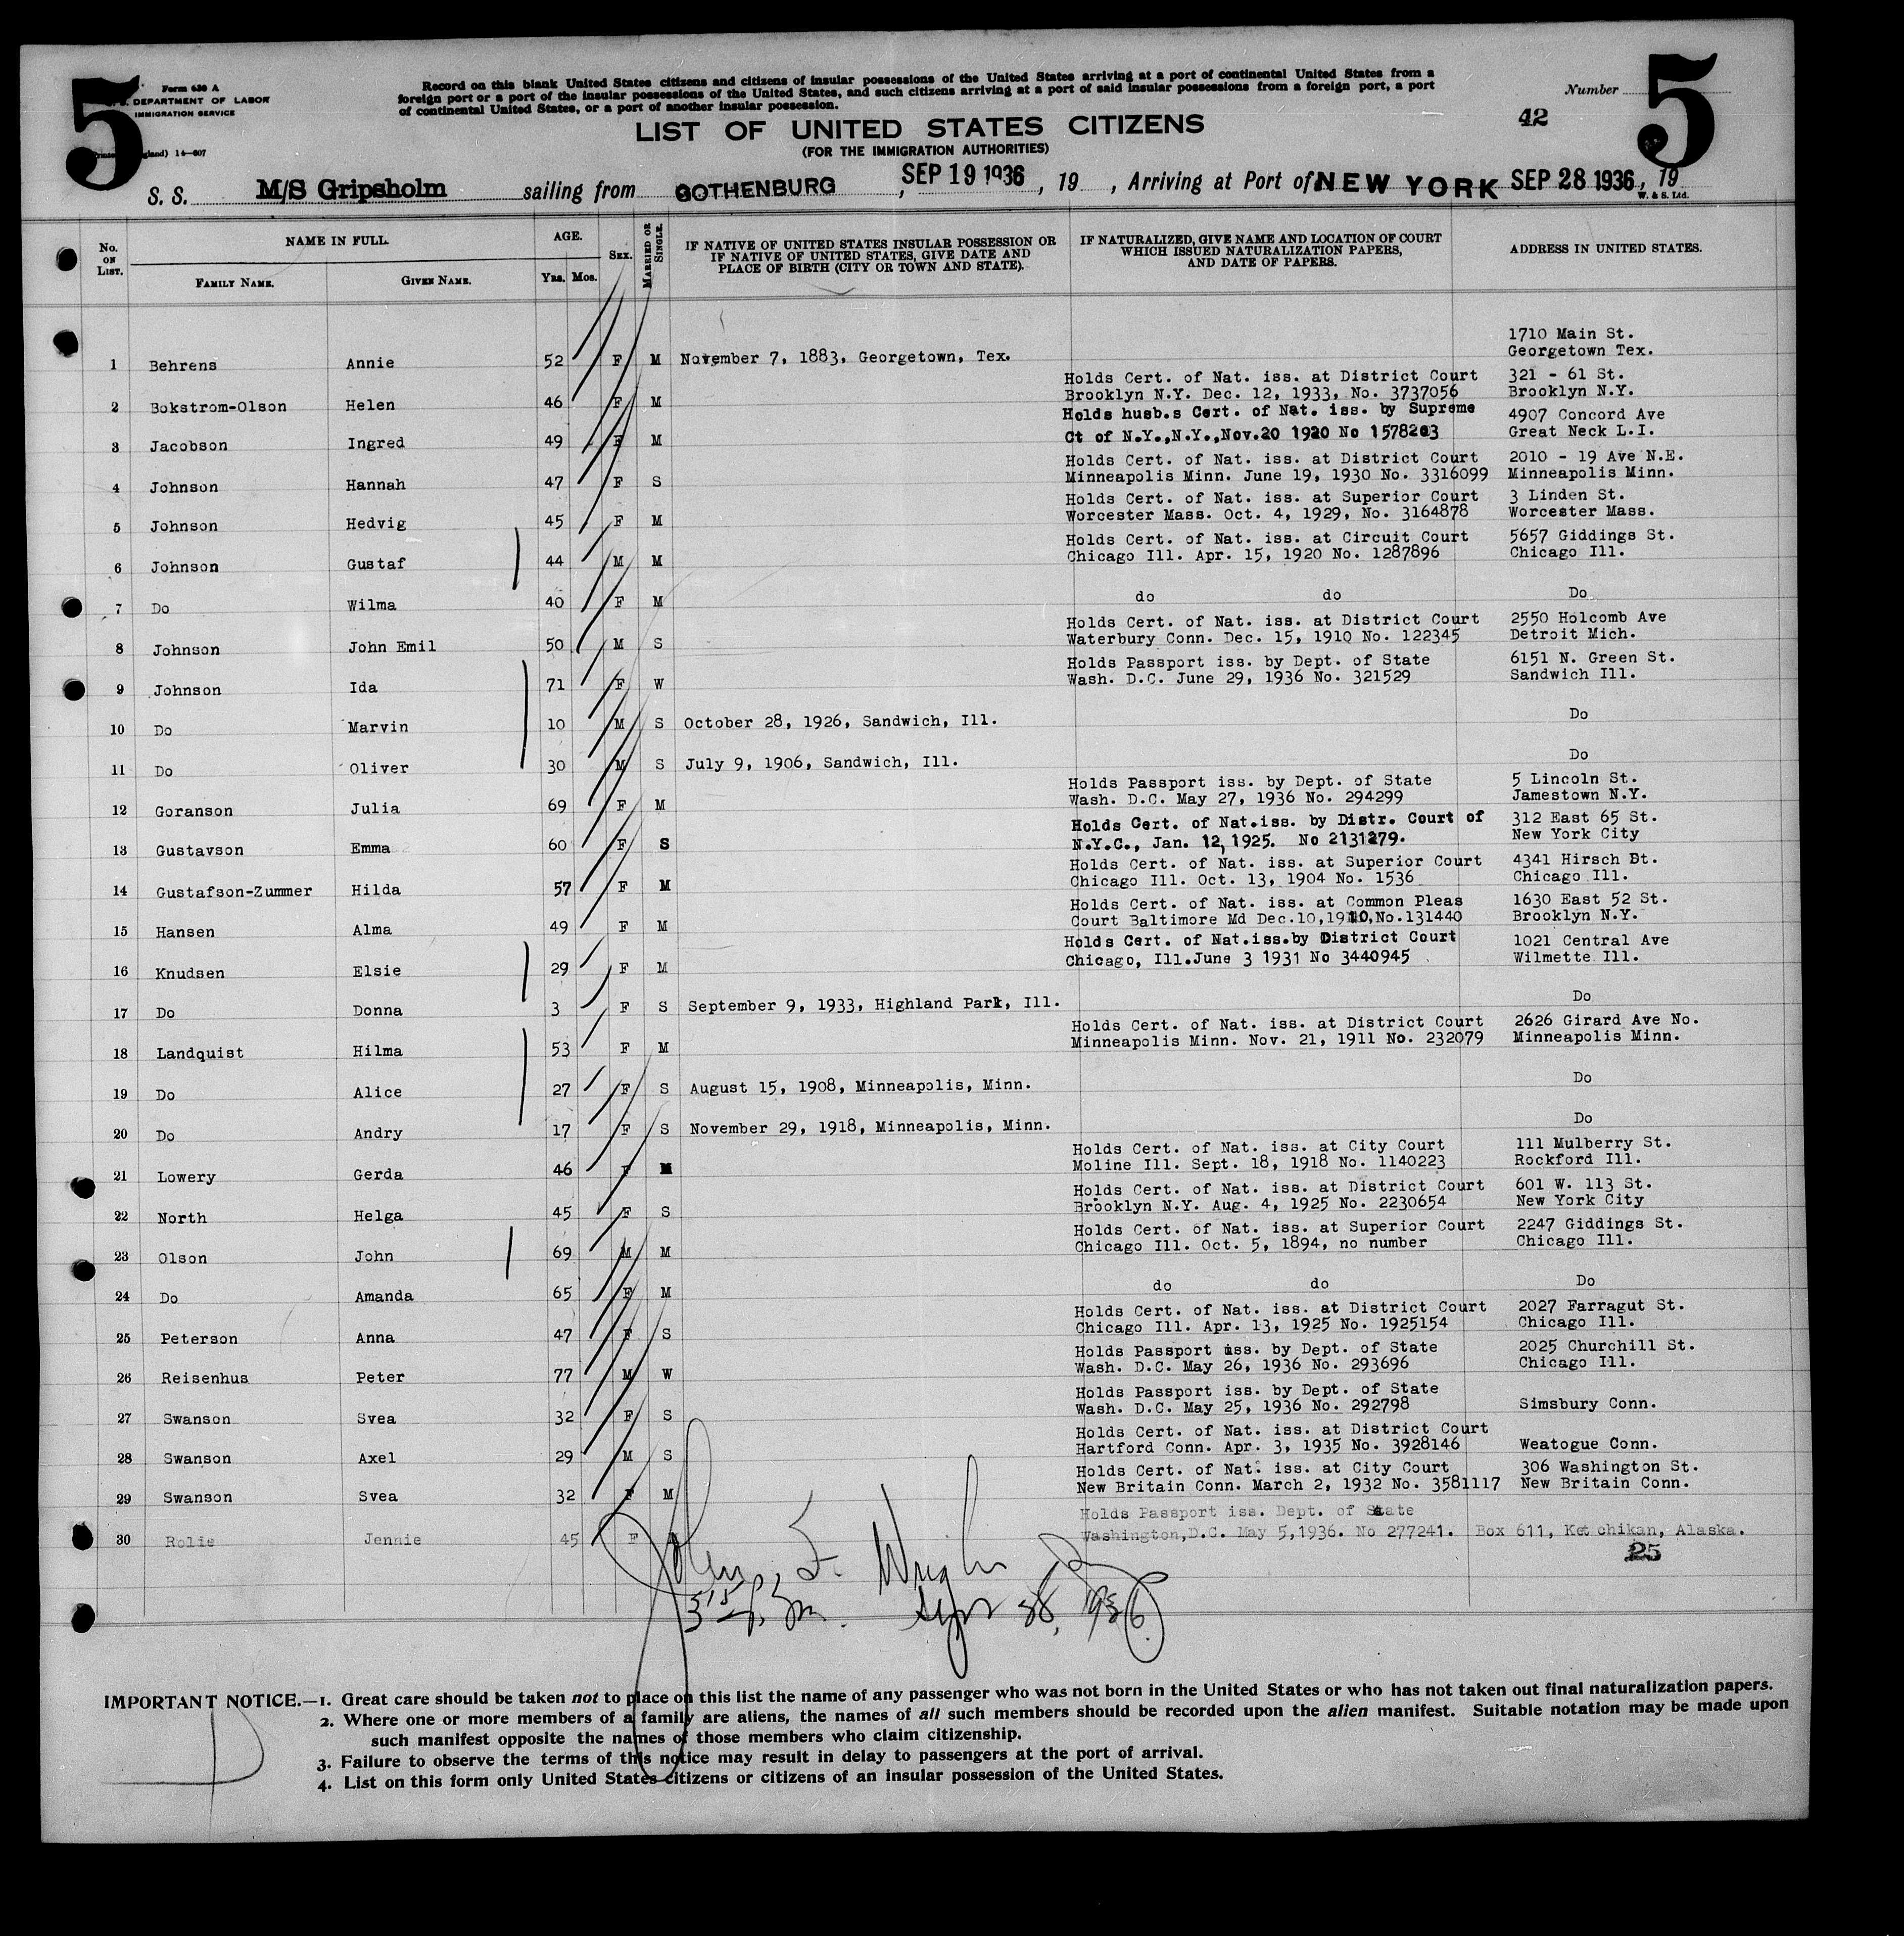 5
Form 630 A
U.S. DEPARTMENT OF LABOR
IMMIGRATION SERVICE
14—607
Record on this blank United States citizens and citizens of insular possessions of the United States arriving at a port of continental United States from a
foreign port or a port of the insular possessions of the United States, and such citizens arriving at a port of said insular possessions from a foreign port, a port
of continental United States, or a port of another insular possession.
Number
42
5
LIST OF UNITED STATES CITIZENS
(FOR THE IMMIGRATION AUTHORITIES)
S. S. M/S Gripsholm sailing from GOTHENBURG, SEP 19 1936, 19 , Arriving at Port of NEW YORK SEP 28 1936, 19
W. & S. Ltd.
No. ON LIST. NAME IN FULL. AGE. SEX. MARRIED OR SINGLE. IF NATIVE OF UNITED STATES INSULAR POSSESSION OR IF NATIVE OF UNITED STATES, GIVE DATE AND PLACE OF BIRTH (CITY OR TOWN AND STATE). IF NATURALIZED, GIVE NAME AND LOCATION OF COURT WHICH ISSUED NATURALIZATION PAPERS, AND DATE OF PAPERS. ADDRESS IN UNITED STATES.
FAMILY NAME. GIVEN NAME. YRS. MOS.
1710 Main St.
1 Behrens Annie 52 F M November 7, 1883, Georgetown, Tex. Georgetown Tex.
Holds Cert. of Nat. iss. at District Court 321 - 61 St.
2 Bokstrom-Olson Helen 46 F M Brooklyn N.Y. Dec. 12, 1933, No. 3737056 Brooklyn N.Y.
Holds husb.s Cert. of Nat. iss. by Supreme 4907 Concord Ave
3 Jacobson Ingred 49 F M Ct of N.Y.,N.Y.,Nov.20 1920 No 1578203 Great Neck L.I.
Holds Cert. of Nat. iss. at District Court 2010 - 19 Ave N.E.
4 Johnson Hannah 47 F S Minneapolis Minn. June 19, 1930 No. 3316099 Minneapolis Minn.
Holds Cert. of Nat. iss. at Superior Court 3 Linden St.
5 Johnson Hedvig 45 F M Worcester Mass. Oct. 4, 1929, No. 3164878 Worcester Mass.
Holds Cert. of Nat. iss. at Circuit Court 5657 Giddings St.
6 Johnson Gustaf 44 M M Chicago Ill. Apr. 15, 1920 No. 1287896 Chicago Ill.
7 Do Wilma 40 F M do do Do
Holds Cert. of Nat. iss. at District Court 2550 Holcomb Ave
8 Johnson John Emil 50 M S Waterbury Conn. Dec. 15, 1910 No. 122345 Detroit Mich.
Holds Passport iss. by Dept. of State 6151 N. Green St.
9 Johnson Ida 71 F W Wash. D.C. June 29, 1936 No. 321529 Sandwich Ill.
10 Do Marvin 10 M S October 28, 1926, Sandwich, Ill. Do
11 Do Oliver 30 M S July 9, 1906, Sandwich, Ill. Do
Holds Passport iss. by Dept. of State 5 Lincoln St.
12 Goranson Julia 69 F M Wash. D.C. May 27, 1936 No. 294299 Jamestown N.Y.
Holds Cert. of Nat.iss. by Distr. Court of 312 East 65 St.
13 Gustavson Emma 60 F S N.Y.C., Jan. 12, 1925. No 2131279. New York City
Holds Cert. of Nat. iss. at Superior Court 4341 Hirsch Bt.
14 Gustafson-Zummer Hilda 57 F M Chicago Ill. Oct. 13, 1904 No. 1536 Chicago Ill.
Holds Cert. of Nat. iss. at Common Pleas 1630 East 52 St.
15 Hansen Alma 49 F M Court Baltimore Md Dec.10,1910,No.131440 Brooklyn N.Y.
Holds Cert. of Nat.iss.by District Court 1021 Central Ave
16 Knudsen Elsie 29 F M Chicago, Ill.June 3 1931 No 3440945 Wilmette Ill.
17 Do Donna 3 F S September 9, 1933, Highland Park, Ill. Do
Holds Cert. of Nat. iss. at District Court 2626 Girard Ave No.
18 Landquist Hilma 53 F M Minneapolis Minn. Nov. 21, 1911 No. 232079 Minneapolis Minn.
19 Do Alice 27 F S August 15, 1908, Minneapolis, Minn. Do
20 Do Andry 17 F S November 29, 1918, Minneapolis, Minn. Do
Holds Cert. of Nat. iss. at City Court 111 Mulberry St.
21 Lowery Gerda 46 F M Moline Ill. Sept. 18, 1918 No. 1140223 Rockford Ill.
Holds Cert. of Nat. iss. at District Court 601 W. 113 St.
22 North Helga 45 F S Brooklyn N.Y. Aug. 4, 1925 No. 2230654 New York City
Holds Cert. of Nat. iss. at Superior Court 2247 Giddings St.
23 Olson John 69 M M Chicago Ill. Oct. 5, 1894, no number Chicago Ill.
24 Do Amanda 65 F M do do Do
Holds Cert. of Nat. iss. at District Court 2027 Farragut St.
25 Peterson Anna 47 F S Chicago Ill. Apr. 13, 1925 No. 1925154 Chicago Ill.
Holds Passport iss. by Dept. of State 2025 Churchill St.
26 Reisenhus Peter 77 M W Wash. D.C. May 26, 1936 No. 293696 Chicago Ill.
Holds Passport iss. by Dept. of State
27 Swanson Svea 32 F S Wash. D.C. May 25, 1936 No. 292798 Simsbury Conn.
Holds Cert. of Nat. iss. at District Court
28 Swanson Axel 29 M S Hartford Conn. Apr. 3, 1935 No. 3928146 Weatogue Conn.
Holds Cert. of Nat. iss. at City Court 306 Washington St.
29 Swanson Svea 32 F M New Britain Conn. March 2, 1932 No. 3581117 New Britain Conn.
Holds Passport iss. Dept. of State
30 Rolie Jennie 45 F Washington,D.C. May 5,1936. No 277241. Box 611, Ketchikan, Alaska.
25
John F. Wright
28, 1936
IMPORTANT NOTICE.—1. Great care should be taken not to place on this list the name of any passenger who was not born in the United States or who has not taken out final naturalization papers.
2. Where one or more members of a family are aliens, the names of all such members should be recorded upon the alien manifest. Suitable notation may be made upon
such manifest opposite the names of those members who claim citizenship.
3. Failure to observe the terms of this notice may result in delay to passengers at the port of arrival.
4. List on this form only United States citizens or citizens of an insular possession of the United States.